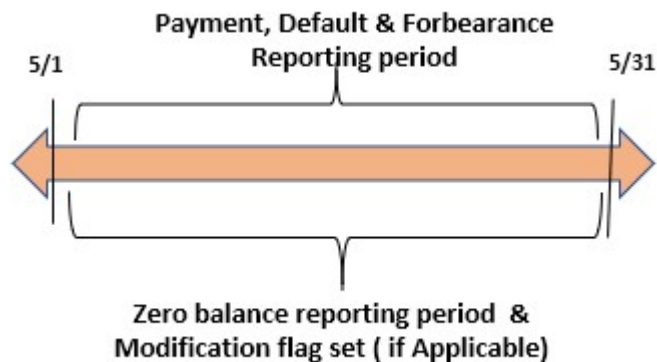 Payment, Default & Forbearance
Reporting period
5/1
5/31
Zero balance reporting period &
Modification flag set ( if Applicable)